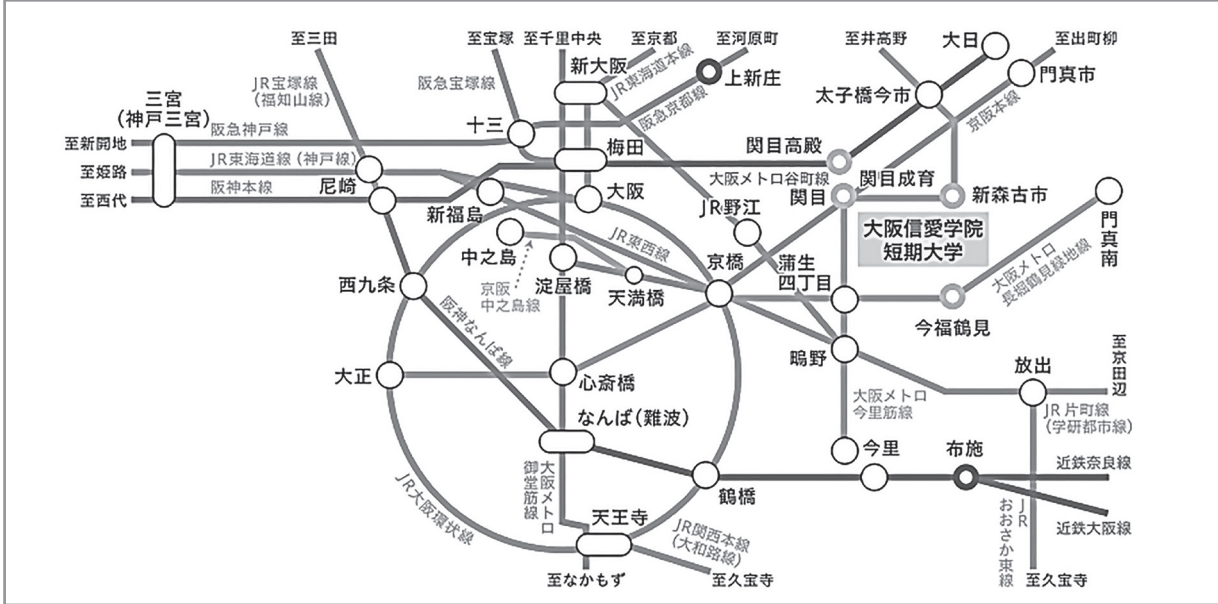 至三田
至宝塚
至千里中央
至京都
至河原町
至井高野
大日
至出町柳
新大阪
JR東海道本線
上新庄
門真市
JR宝塚線
(福知山線)
阪急宝塚線
阪急京都線
太子橋今市
京阪本線
三宮
(神戸三宮)
阪急神戸線
十三
至新開地
梅田
関目高殿
JR東海道線(神戸線)
至姫路
大阪メトロ谷町線
関目成育
尼崎
阪神本線
至西代
大阪
関目
新森古市
新福島
JR野江
大阪信愛学院
短期大学
門真南
中之島
JR東西線
京橋
蒲生
四丁目
大阪メトロ
長堀鶴見緑地線
西九条
京阪
中之島線
淀屋橋
天満橋
今福鶴見
阪神なんば線
鴫野
至京田辺
放出
大正
心斎橋
大阪メトロ
今里筋線
JR片町線
(学研都市線)
なんば(難波)
今里
布施
近鉄奈良線
大阪メトロ
御堂筋線
鶴橋
JR大阪環状線
天王寺
JR関西本線
(大和路線)
JR
おおさか東線
近鉄大阪線
至なかもず
至久宝寺
至久宝寺